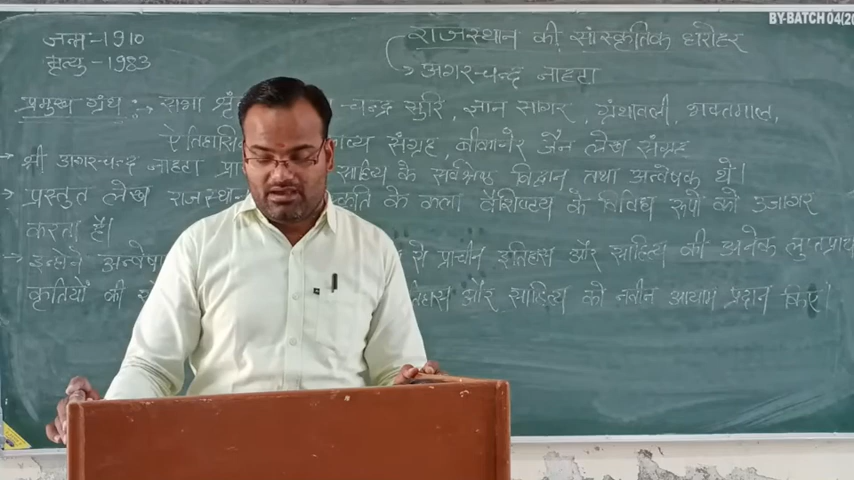 BY-BATCH 04(20
जन्म-1910
राजस्थान की सांस्कृतिक धरोहर
मृत्यु-1983
→ अगरचन्द नाहटा
प्रमुख ग्रंथ :→ सभा चन्द्र सुरि, ज्ञान सागर, ग्रंथावली, भक्तमाल,
ऐतिहासि काव्य संग्रह, बीकानेर जैन लेख संग्रह
→ श्री अगरचन्द नाहटा प्रा साहित्य के सर्वश्रेष्ठ विद्वान तथा अन्वेषक थे।
→ प्रस्तुत लेख राजस्था कृति के कला वैशिष्टय के विविध रूपों को उजागर
करता है।
→ इन्होंने अन्वेषण से प्राचीन इतिहास और साहित्य की अनेक लुप्तप्राय
कृतियों की इतिहास और साहित्य को नवीन आयाम प्रदान किए।